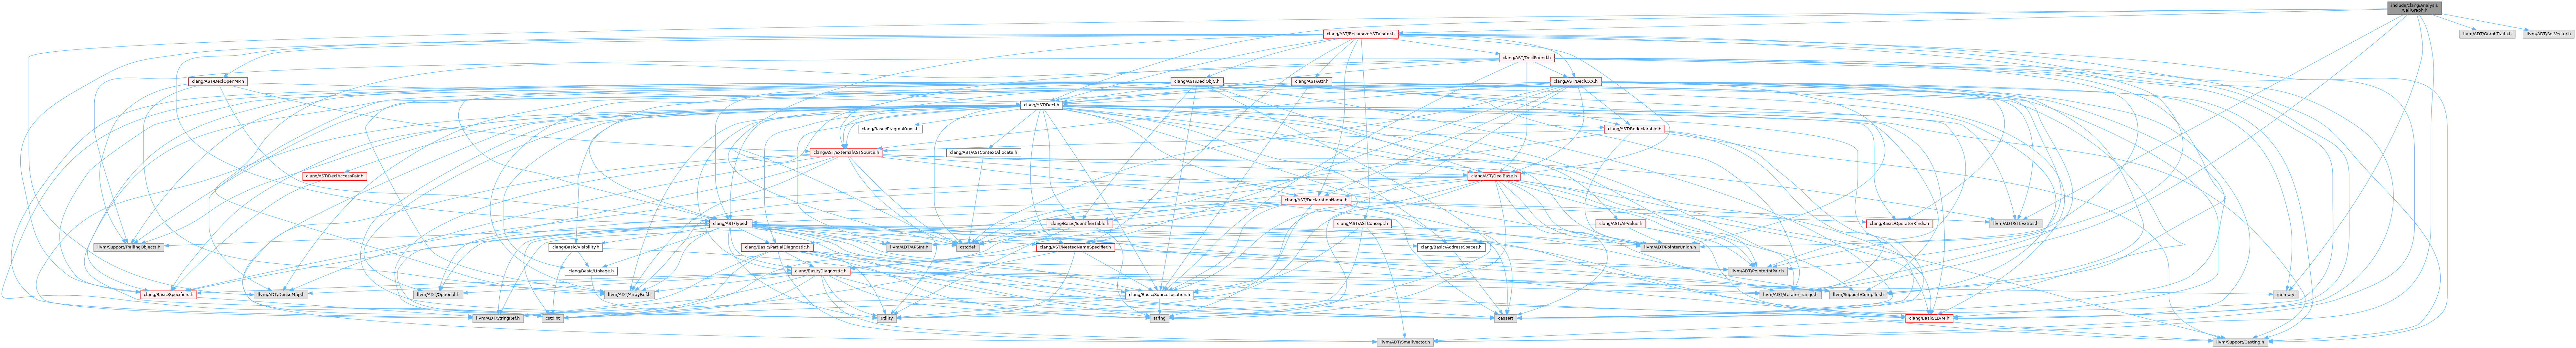 include/clang/Analysis
/CallGraph.h
clang/AST/RecursiveASTVisitor.h
llvm/ADT/GraphTraits.h
llvm/ADT/SetVector.h
clang/AST/DeclFriend.h
clang/AST/DeclOpenMP.h
clang/AST/DeclObjC.h
clang/AST/Attr.h
clang/AST/DeclCXX.h
clang/AST/Decl.h
clang/Basic/PragmaKinds.h
clang/AST/Redeclarable.h
clang/AST/ExternalASTSource.h
clang/AST/ASTContextAllocate.h
clang/AST/DeclAccessPair.h
clang/AST/DeclBase.h
clang/AST/DeclarationName.h
clang/AST/Type.h
clang/Basic/IdentifierTable.h
clang/AST/ASTConcept.h
clang/AST/APValue.h
clang/Basic/OperatorKinds.h
llvm/ADT/STLExtras.h
llvm/Support/TrailingObjects.h
clang/Basic/Visibility.h
clang/Basic/PartialDiagnostic.h
llvm/ADT/APSInt.h
cstddef
clang/AST/NestedNameSpecifier.h
clang/Basic/AddressSpaces.h
llvm/ADT/PointerUnion.h
clang/Basic/Linkage.h
clang/Basic/Diagnostic.h
llvm/ADT/PointerIntPair.h
clang/Basic/Specifiers.h
llvm/ADT/DenseMap.h
llvm/ADT/Optional.h
llvm/ADT/ArrayRef.h
clang/Basic/SourceLocation.h
llvm/ADT/iterator_range.h
llvm/Support/Compiler.h
memory
llvm/ADT/StringRef.h
cstdint
utility
string
cassert
clang/Basic/LLVM.h
llvm/ADT/SmallVector.h
llvm/Support/Casting.h